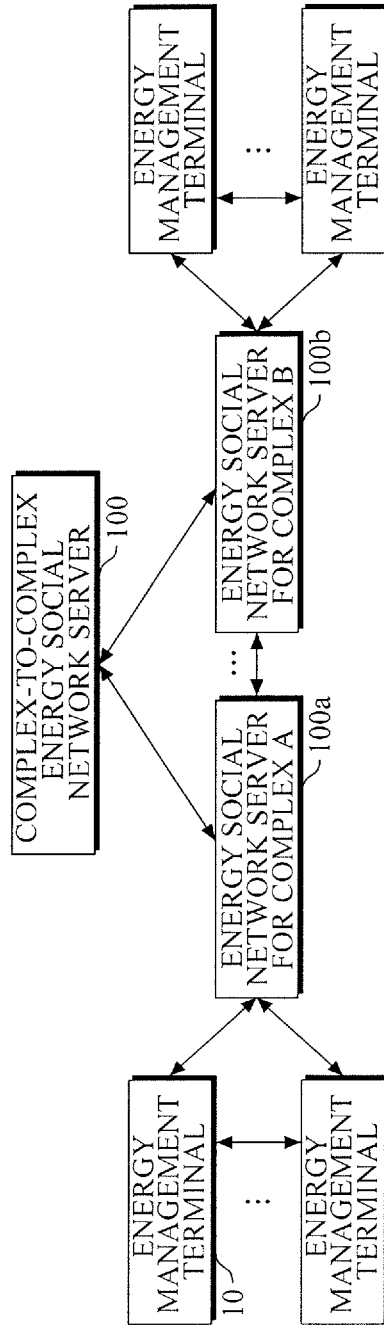 COMPLEX-TO-COMPLEX
ENERGY SOCIAL
NETWORK SERVER
100
ENERGY
MANAGEMENT
TERMINAL
10
ENERGY SOCIAL
NETWORK SERVER
FOR COMPLEX A
100a
...
ENERGY SOCIAL
NETWORK SERVER
FOR COMPLEX B
100b
ENERGY
MANAGEMENT
TERMINAL
...
ENERGY
MANAGEMENT
TERMINAL
...
ENERGY
MANAGEMENT
TERMINAL